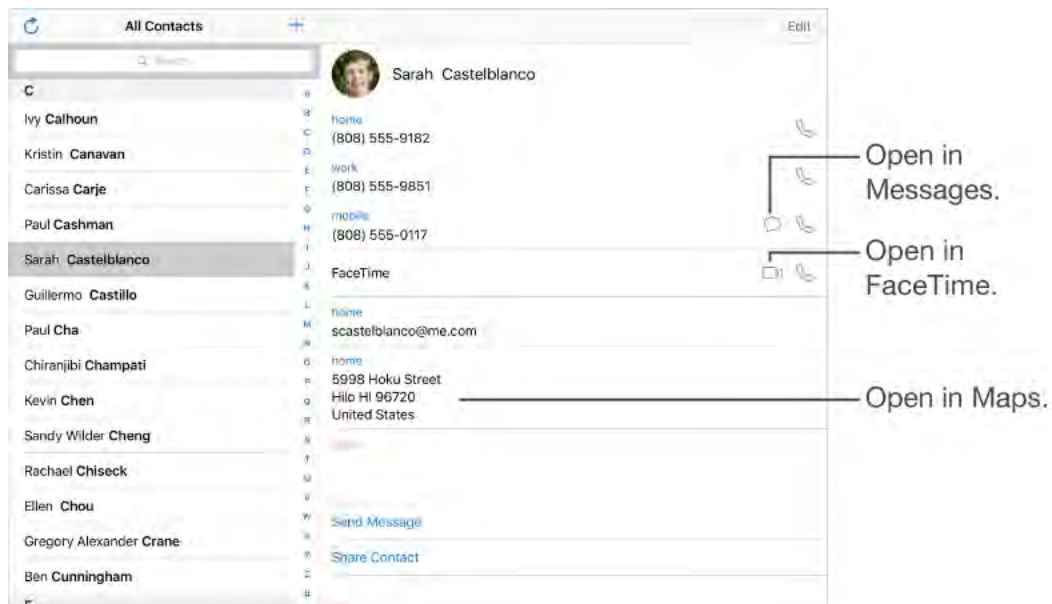 All Contacts
Edit
Search
C
Ivy Calhoun
Kristin Canavan
Carissa Carje
Paul Cashman
Sarah Castelblanco
Guillermo Castillo
Paul Cha
Chiranjibi Champati
Kevin Chen
Sandy Wilder Cheng
Rachael Chiseck
Ellen Chou
Gregory Alexander Crane
Ben Cunningham
Sarah Castelblanco
home
(808) 555-9182
work
(808) 555-9851
mobile
(808) 555-0117
FaceTime
home
scastelblanco@me.com
home
5998 Hoku Street
Hilo HI 96720
United States
Send Message
Share Contact
Open in
Messages.
Open in
FaceTime.
Open in Maps.